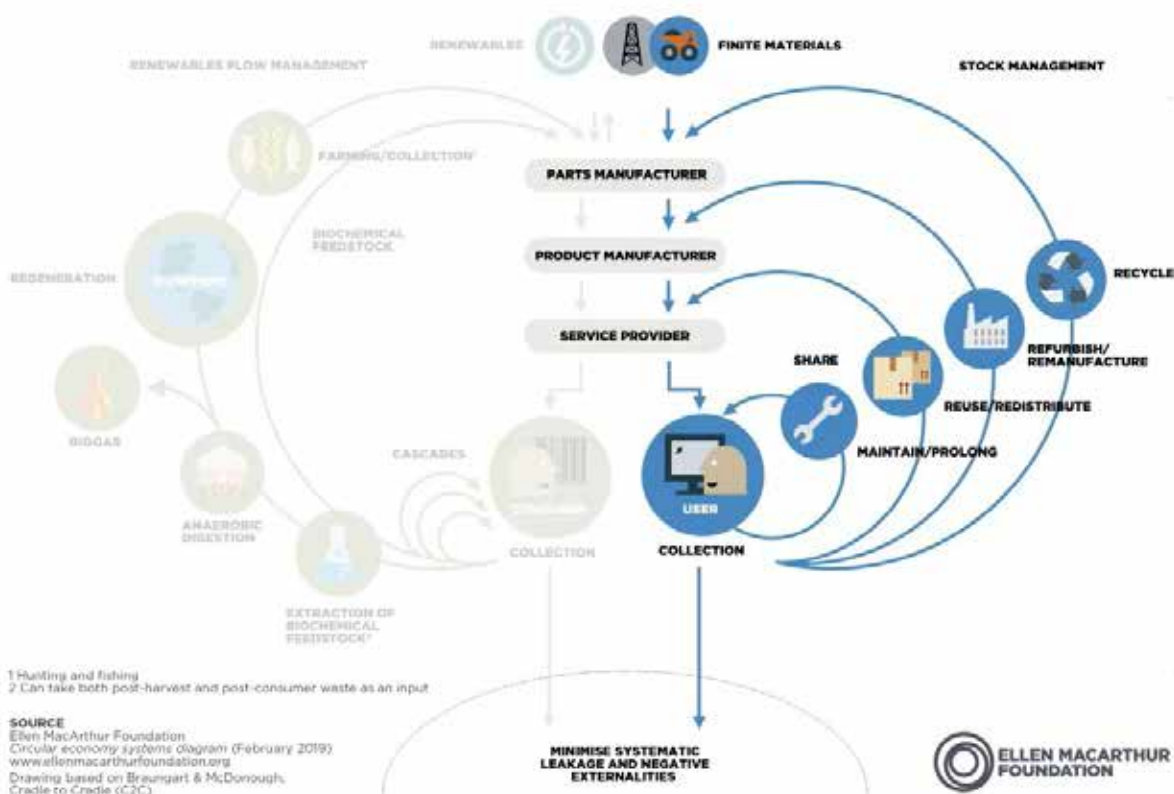 RENEWABLES
FINITE MATERIALS
RENEWABLES FLOW MANAGEMENT
STOCK MANAGEMENT
FARMING/COLLECTION¹
PARTS MANUFACTURER
BIOCHEMICAL
FEEDSTOCK
PRODUCT MANUFACTURER
REGENERATION
RECYCLE
SERVICE PROVIDER
SHARE
REFURBISH/
REMANUFACTURE
REUSE/REDISTRIBUTE
BIOGAS
CASCADES
MAINTAIN/PROLONG
USER
ANAEROBIC
DIGESTION
COLLECTION
COLLECTION
EXTRACTION OF
BIOCHEMICAL
FEEDSTOCK²
1 Hunting and fishing
2 Can take both post-harvest and post-consumer waste as an input
SOURCE
Ellen MacArthur Foundation
Circular economy systems diagram (February 2019)
www.ellenmacarthurfoundation.org
Drawing based on Braungart & McDonough,
Cradle to Cradle (C2C)
MINIMISE SYSTEMATIC
LEAKAGE AND NEGATIVE
EXTERNALITIES
ELLEN MACARTHUR
FOUNDATION